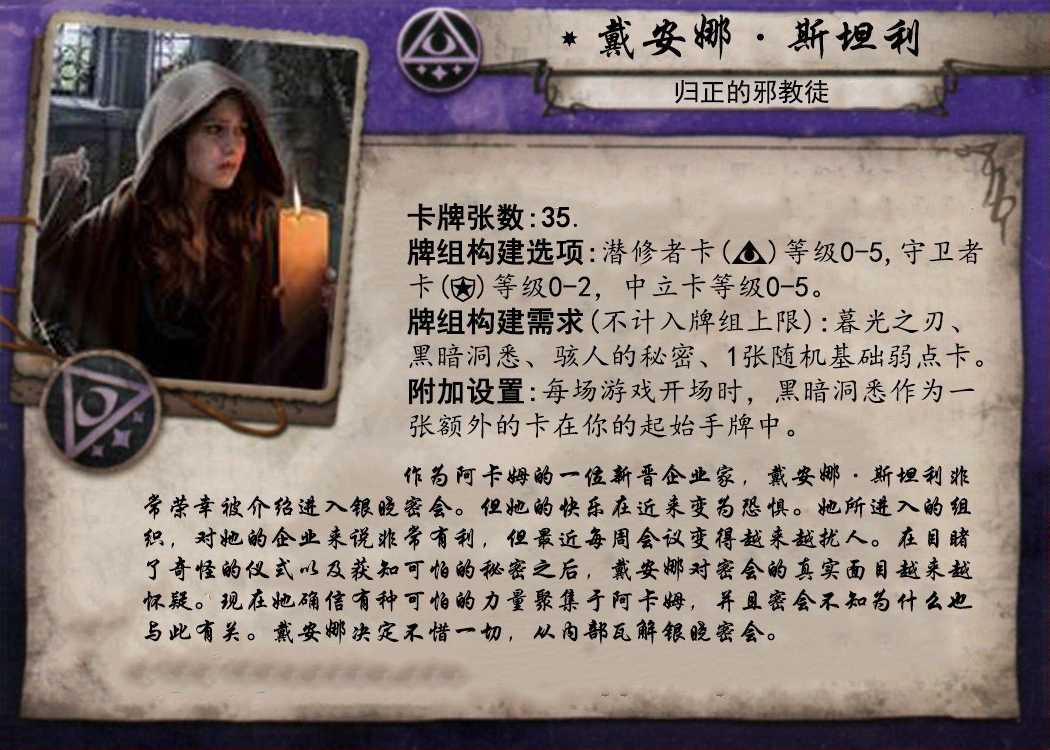 戴安娜·斯坦利
归正的邪教徒
卡牌张数:35.
牌组构建选项:潜修者卡()等级0-5,守卫者
卡()等级0-2, 中立卡等级0-5。
牌组构建需求(不计入牌组上限):暮光之刃、
黑暗洞悉、骇人的秘密、1张随机基础弱点卡。
附加设置:每场游戏开场时, 黑暗洞悉作为一
张额外的卡在你的起始手牌中。
作为阿卡姆的一位新晋企业家, 戴安娜·斯坦利非
常荣幸被介绍进入银晚密会。但她的快乐在近来变为恐惧。她所进入的组
织, 对她的企业来说非常有利, 但最近每周会议变得越来越扰人。在目睹
了奇怪的仪式以及获知可怕的秘密之后, 戴安娜对密会的真实面目越来越
怀疑。现在她确信有种可怕的力量聚集于阿卡姆, 并且密会不知为什么也
与此有关。戴安娜决定不惜一切, 从内部瓦解银晚密会。